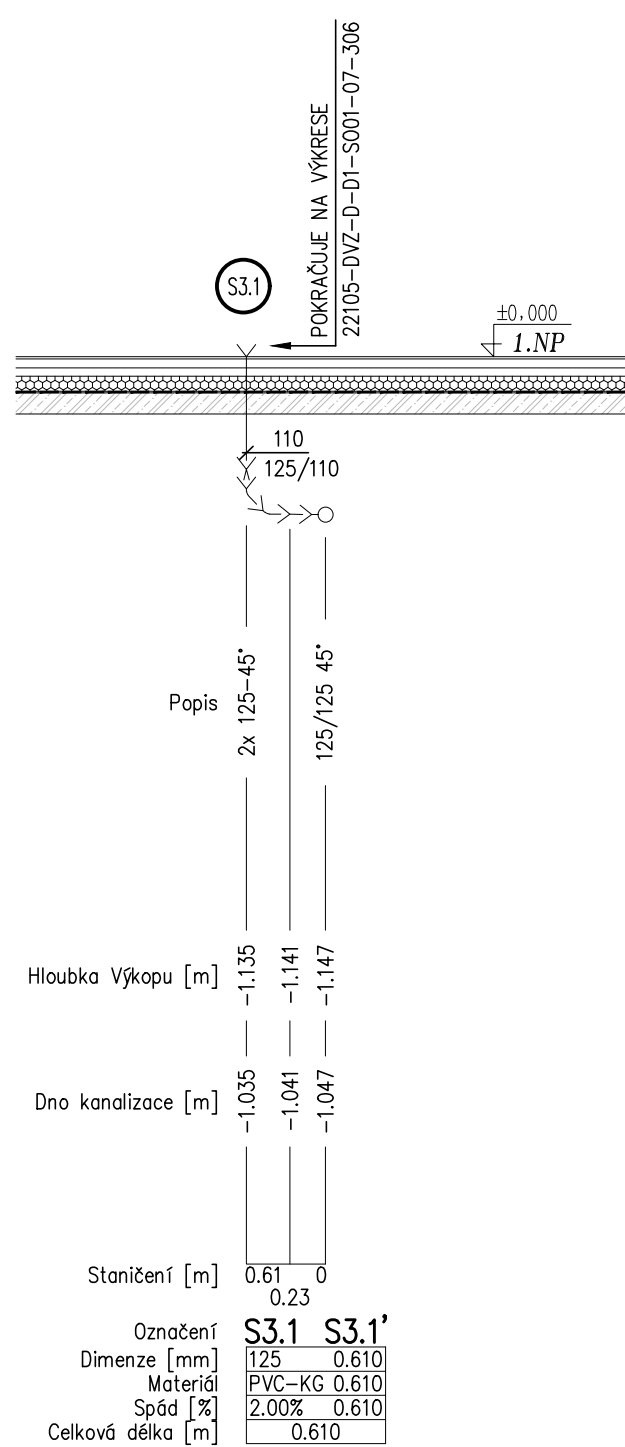 POKRAČUJE NA VÝKRESE
22105-DVZ-D-D1-SO01-07-306
S3.1
±0,000
1.NP
110
125/110
Popis
2x 125-45°
125/125 45°
Hloubka Výkopu [m]
-1.135
-1.141
-1.147
Dno kanalizace [m]
-1.035
-1.041
-1.047
Staničení [m] 0.61 0
0.23
Označení S3.1 S3.1'
Dimenze [mm] 125 0.610
Materiál PVC-KG 0.610
Spád [%] 2.00% 0.610
Celková délka [m] 0.610